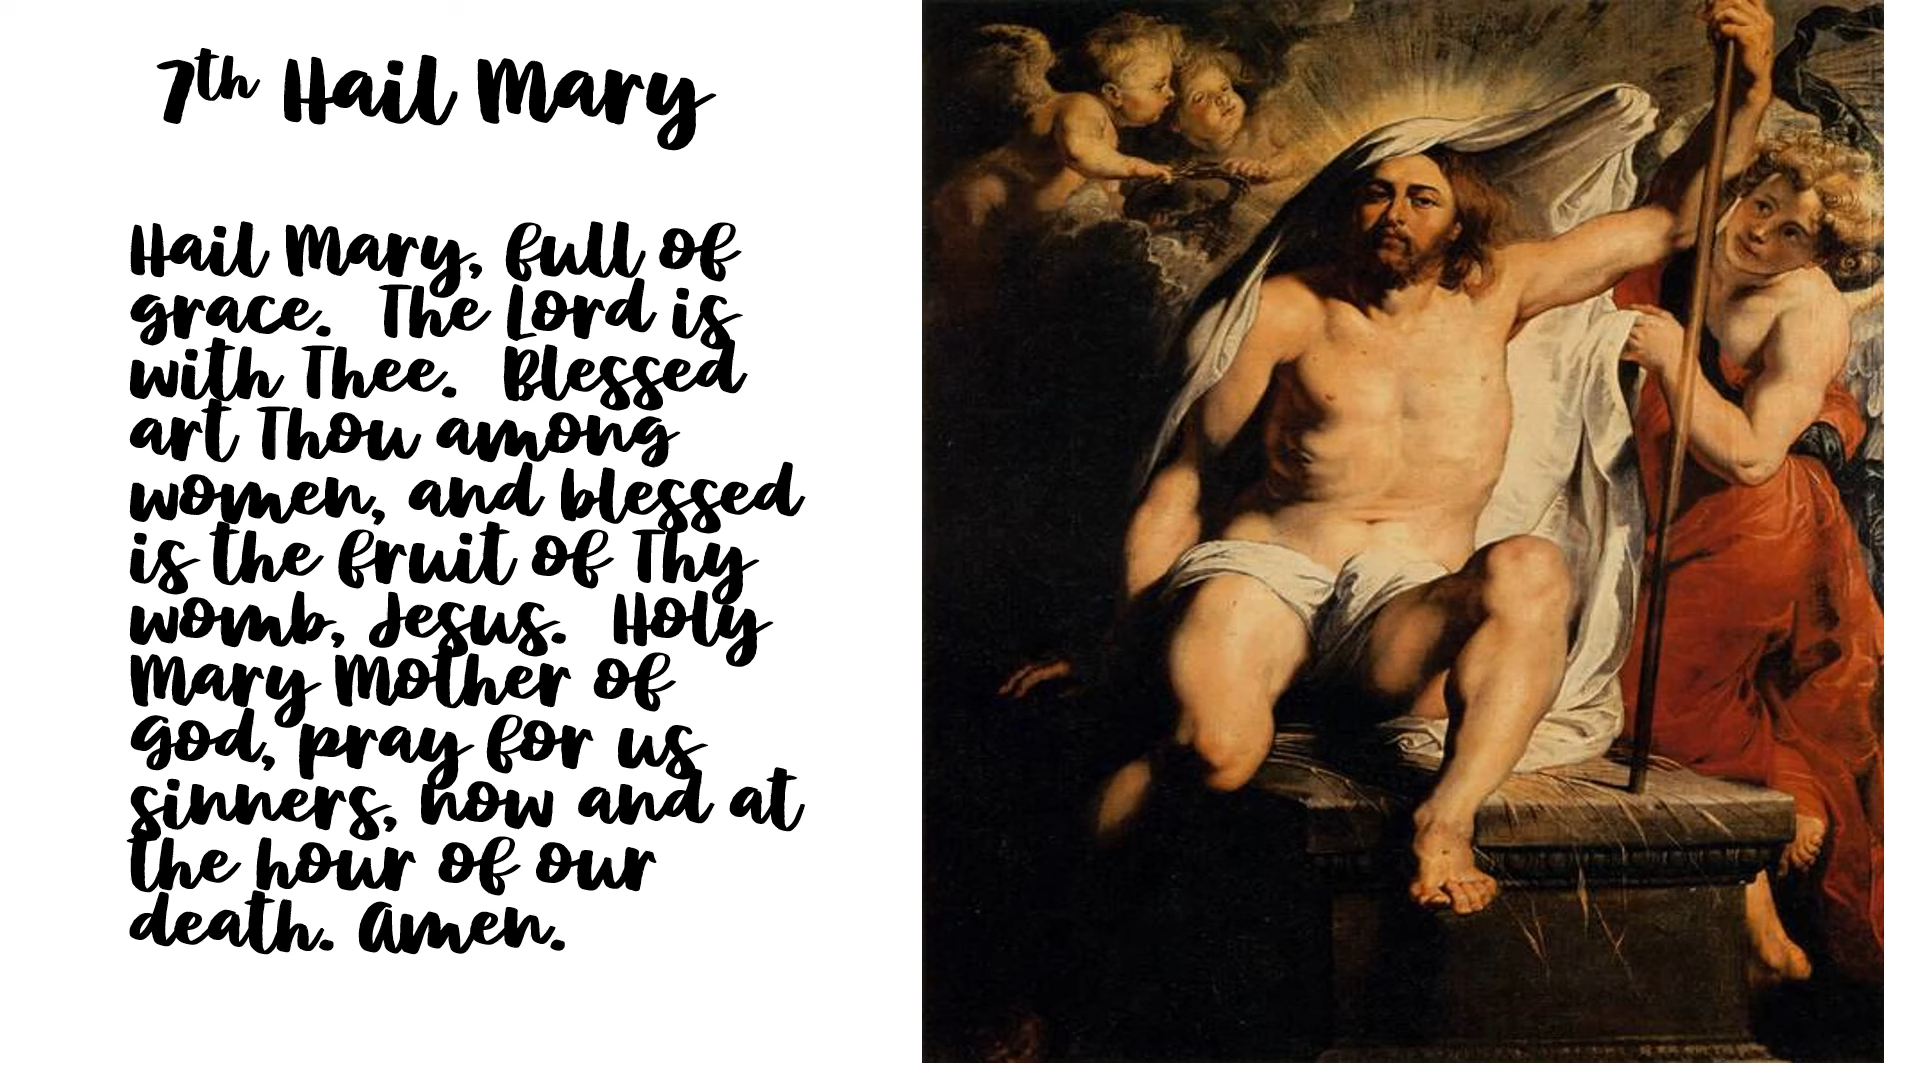 7th Hail Mary
Hail Mary, full of
grace. The Lord is
with Thee. Blessed
art Thou among
women, and blessed
is the fruit of Thy
womb, Jesus. Holy
Mary Mother of
God, pray for us
sinners, now and at
the hour of our
death. Amen.